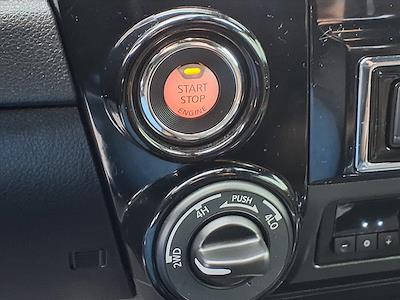 START
STOP
ENGINE
PUSH
4H
4LO
2WD